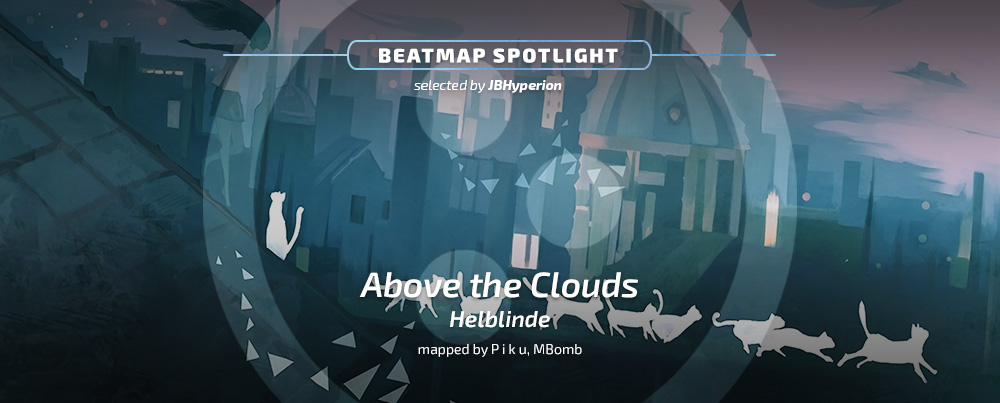 BEATMAP SPOTLIGHT
selected by JBHyperion
Above the Clouds
Helblinde
mapped by P i k u, MBomb